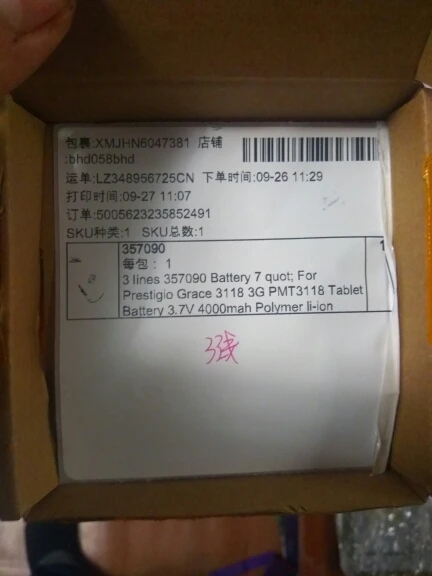 包裹:XMJHN6047381 店铺
:bhd058bhd
运单:LZ348956725CN 下单时间:09-26 11:29
打印时间:09-27 11:07
订单:5005623235852491
SKU种类:1 SKU总数:1
357090 1
每包: 1
3 lines 357090 Battery 7 quot; For
Prestigio Grace 3118 3G PMT3118 Tablet
Battery 3.7V 4000mah Polymer li-ion
3线